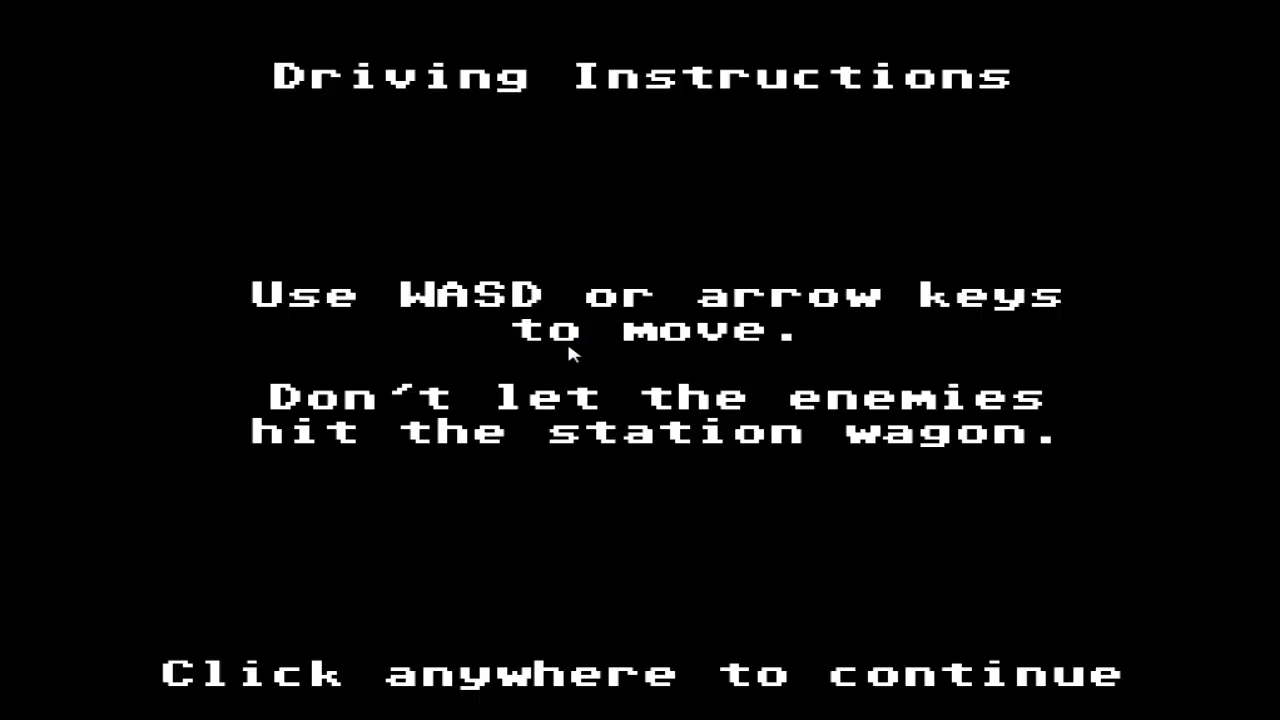 Driving Instructions
Use WASD or arrow keys
to move.
Don't let the enemies
hit the station wagon.
Click anywhere to continue